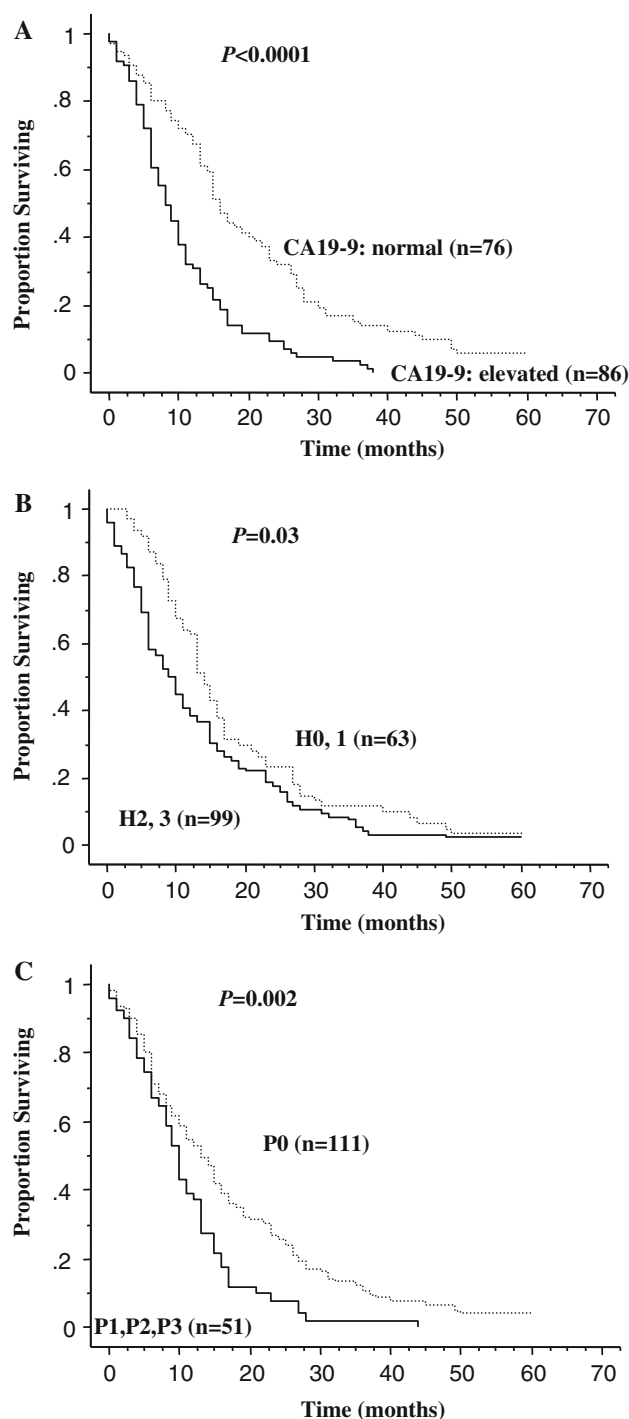 A
P<0.0001
Proportion Surviving
1
.8
.6
.4
.2
0
CA19-9: normal (n=76)
CA19-9: elevated (n=86)
0 10 20 30 40 50 60 70
Time (months)
B
P=0.03
Proportion Surviving
1
.8
.6
.4
.2
0
H0, 1 (n=63)
H2, 3 (n=99)
0 10 20 30 40 50 60 70
Time (months)
C
P=0.002
Proportion Surviving
1
.8
.6
.4
.2
0
P0 (n=111)
P1,P2,P3 (n=51)
0 10 20 30 40 50 60 70
Time (months)